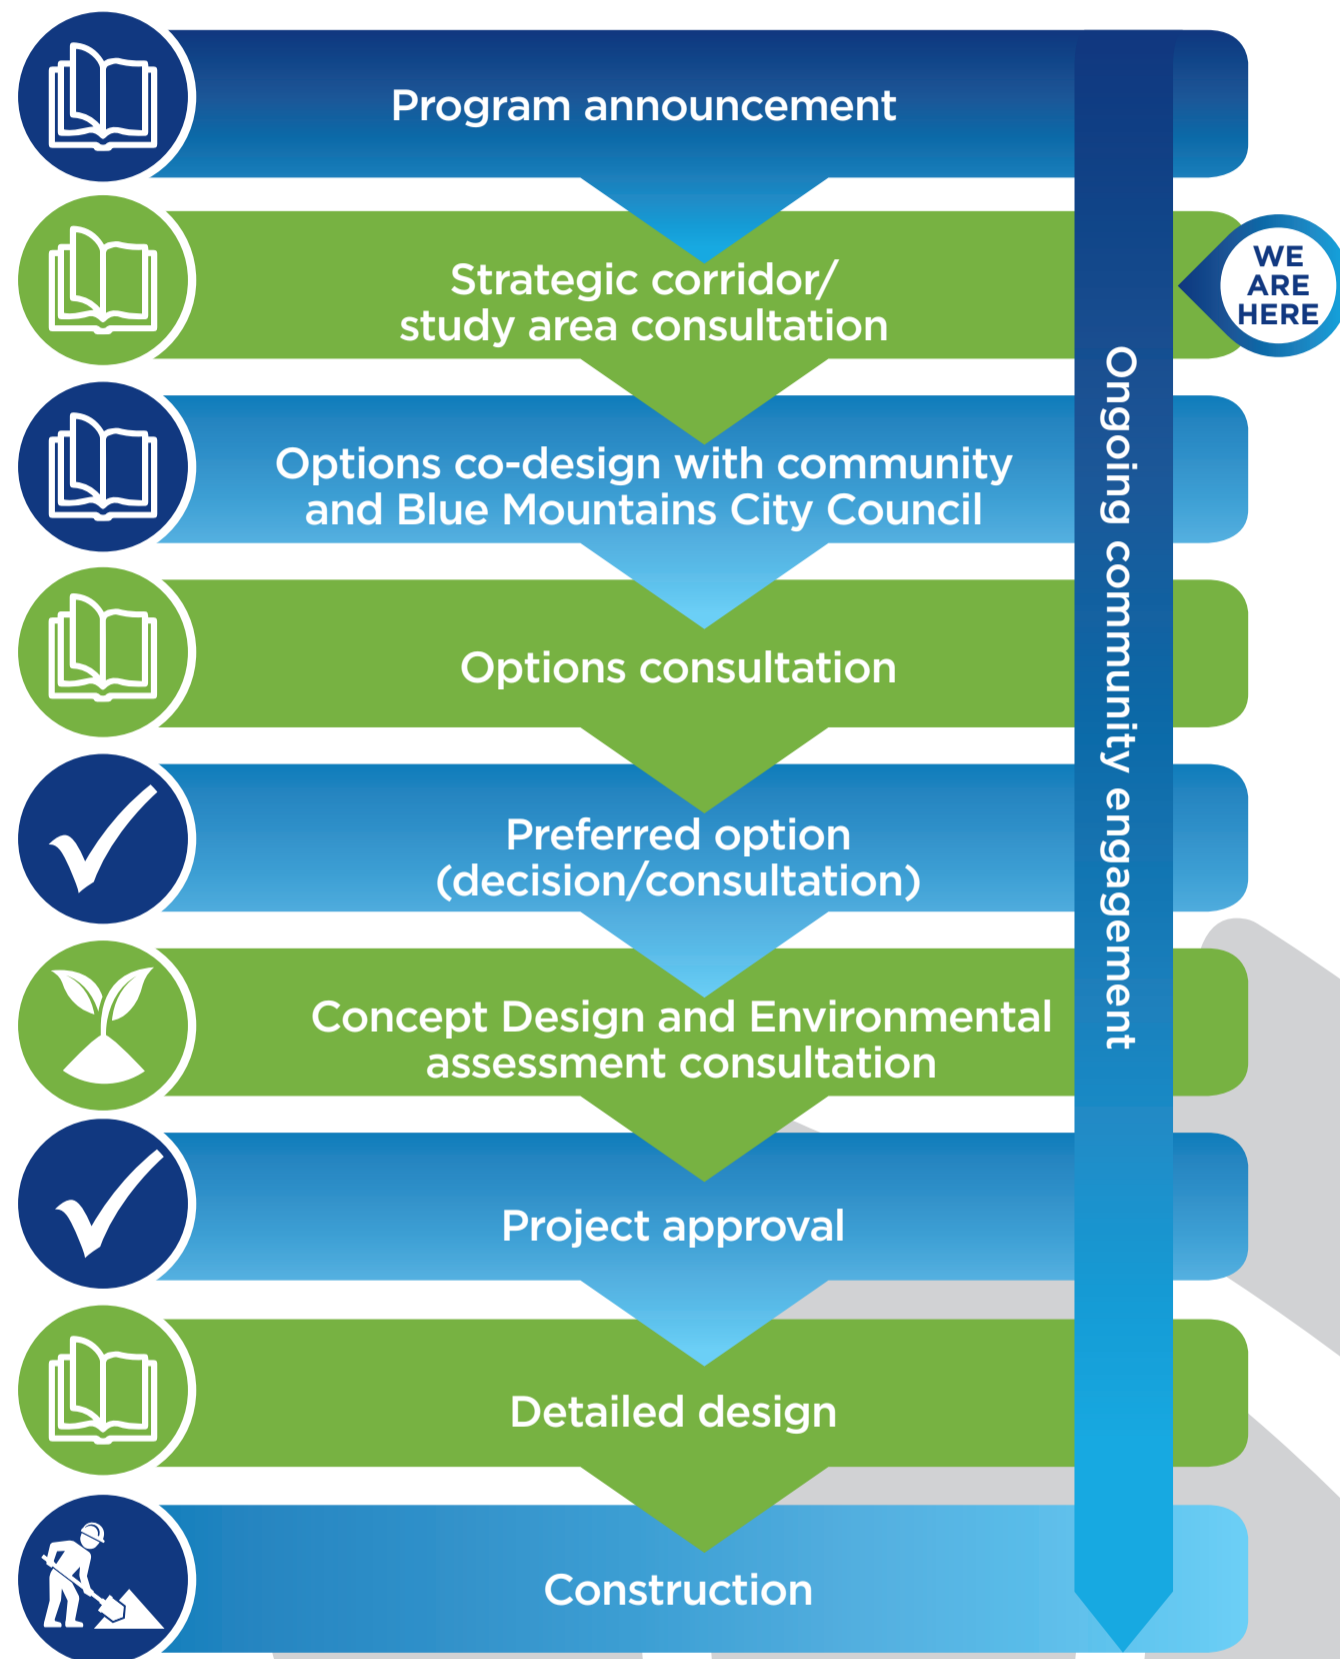 Program announcement
Strategic corridor/
study area consultation
WE
ARE
HERE
Options co-design with community
and Blue Mountains City Council
Options consultation
Preferred option
(decision/consultation)
Concept Design and Environmental
assessment consultation
Project approval
Detailed design
Construction
Ongoing community engagement